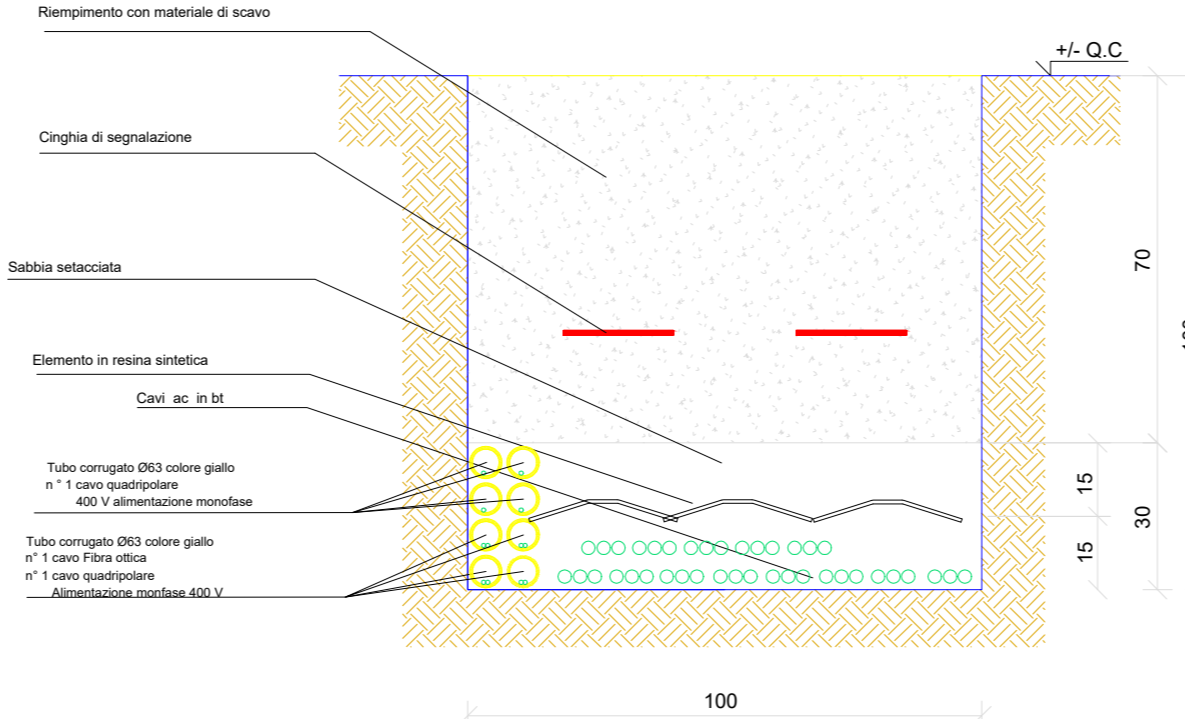 Riempimento con materiale di scavo
+/- Q.C
Cinghia di segnalazione
70
Sabbia setacciata
Elemento in resina sintetica
Cavi ac in bt
Tubo corrugato Ø63 colore giallo
n ° 1 cavo quadripolare
400 V alimentazione monofase
15
30
Tubo corrugato Ø63 colore giallo
n° 1 cavo Fibra ottica
n° 1 cavo quadripolare
Alimentazione monfase 400 V
15
100